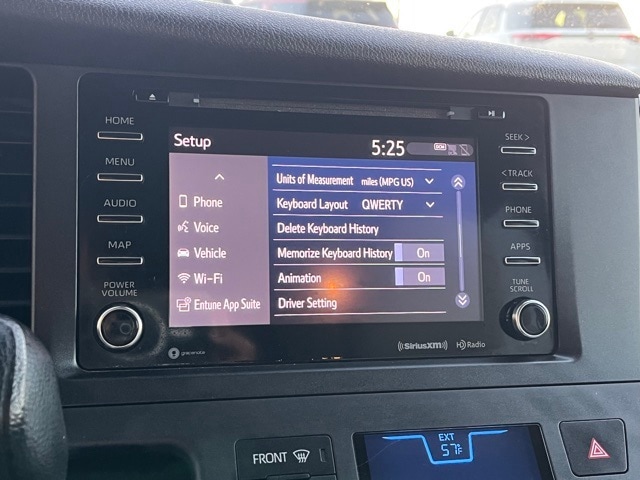 HOME
MENU
AUDIO
MAP
POWER
VOLUME
Setup
5:25
DCM
Phone
Voice
Vehicle
Wi-Fi
Entune App Suite
Units of Measurement miles (MPG US)
Keyboard Layout QWERTY
Delete Keyboard History
Memorize Keyboard History On
Animation On
Driver Setting
SEEK >
< TRACK
PHONE
APPS
TUNE
SCROLL
gracenote
((SiriusXM))
HD Radio
FRONT
EXT
57°F